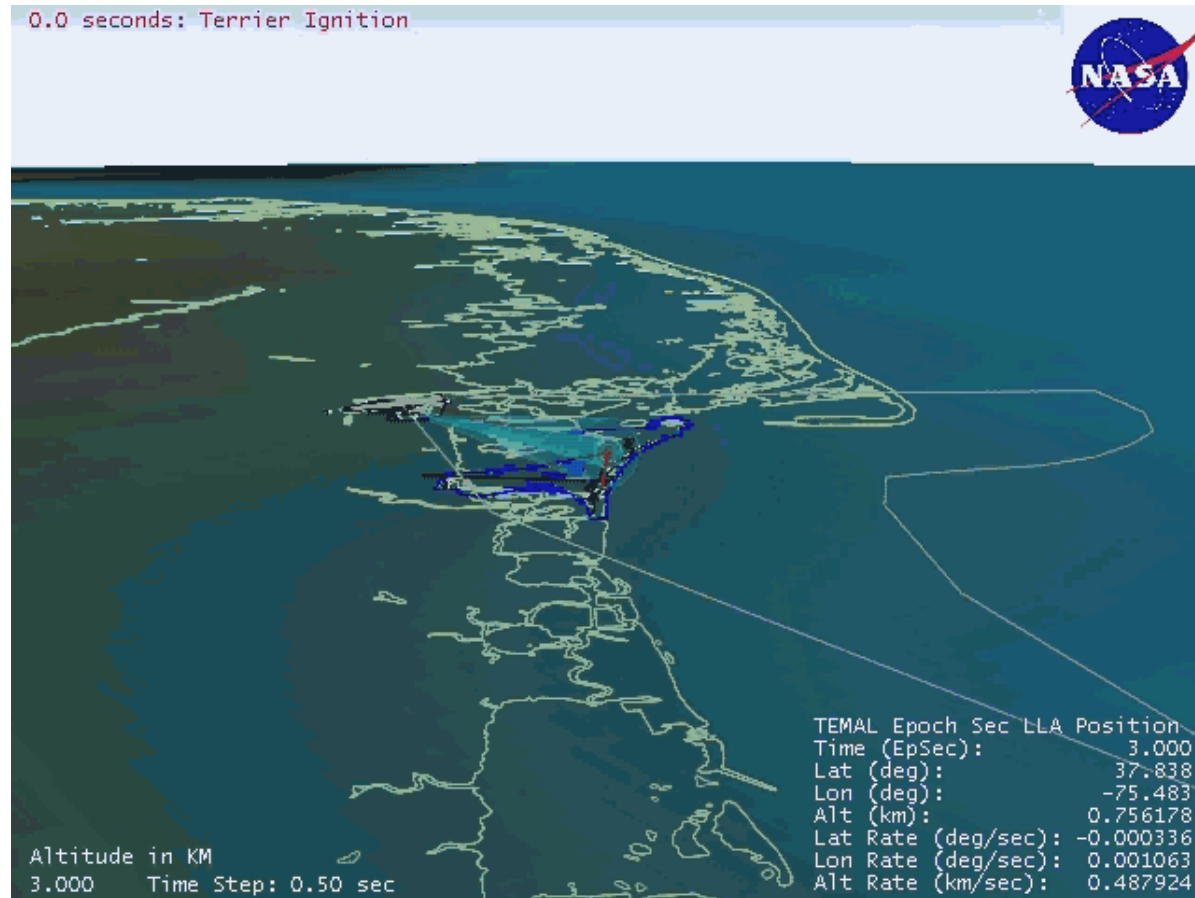 0.0 seconds: Terrier Ignition
NASA
TEMAL Epoch Sec LLA Position
Time (EpSec): 3.000
Lat (deg): 37.838
Lon (deg): -75.483
Alt (km): 0.756178
Lat Rate (deg/sec): -0.000336
Lon Rate (deg/sec): 0.001063
Alt Rate (km/sec): 0.487924
Altitude in KM
3.000 Time Step: 0.50 sec